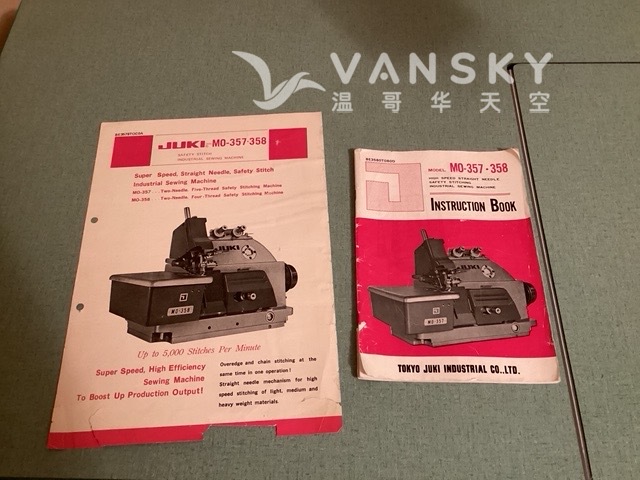 VANSKY
温哥华天空
JUKI MO-357·358
SAFETY STITCH
INDUSTRIAL SEWING MACHINE
Super Speed, Straight Needle, Safety Stitch
Industrial Sewing Machine
MO-357 Two-Needle, Five-Thread Safety Stitching Machine
MO-358 Two-Needle, Four-Thread Safety Stitching Machine
JUKI
MO-358
Up to 5,000 Stitches Per Minute
Super Speed, High Efficiency
Sewing Machine
To Boost Up Production Output!
Overedge and chain stitching at the
same time in one operation!
Straight needle mechanism for high
speed stitching of light, medium and
heavy weight materials.
MODEL MO-357·358
HIGH SPEED STRAIGHT NEEDLE,
SAFETY STITCHING
INDUSTRIAL SEWING MACHINE
INSTRUCTION BOOK
JUKI
MO-357
TOKYO JUKI INDUSTRIAL CO.,LTD.